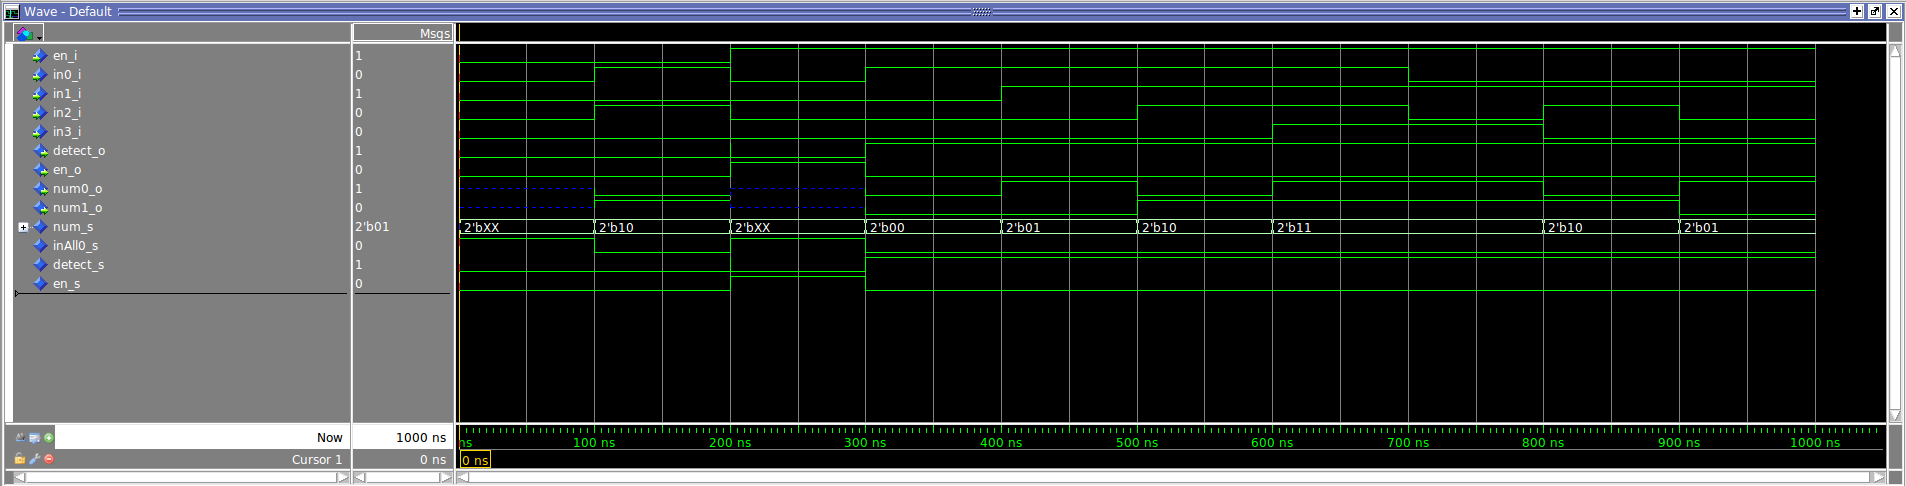 Wave - Default
Msgs
en_i 1
in0_i 0
in1_i 1
in2_i 0
in3_i 0
detect_o 1
en_o 0
num0_o 1
num1_o 0
num_s 2'b01 2'bXX 2'b10 2'bXX 2'b00 2'b01 2'b10 2'b11 2'b10 2'b01
inAll0_s 0
detect_s 1
en_s 0
Now 1000 ns ns 100 ns 200 ns 300 ns 400 ns 500 ns 600 ns 700 ns 800 ns 900 ns 1000 ns
Cursor 1 0 ns 0 ns